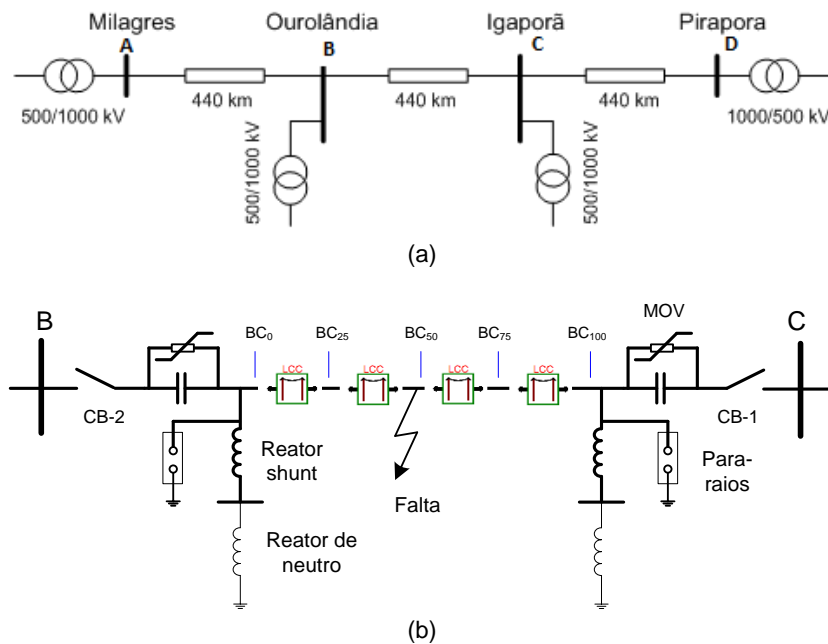 Milagres
Ourolândia
Igaporã
Pirapora
A
B
C
D
500/1000 kV
440 km
440 km
440 km
1000/500 kV
500/1000 kV
500/1000 kV
(a)
B
BC0
BC25
BC50
BC75
BC100
MOV
C
LCC
LCC
LCC
LCC
CB-2
CB-1
Reator
shunt
Falta
Para-
raios
Reator de
neutro
(b)